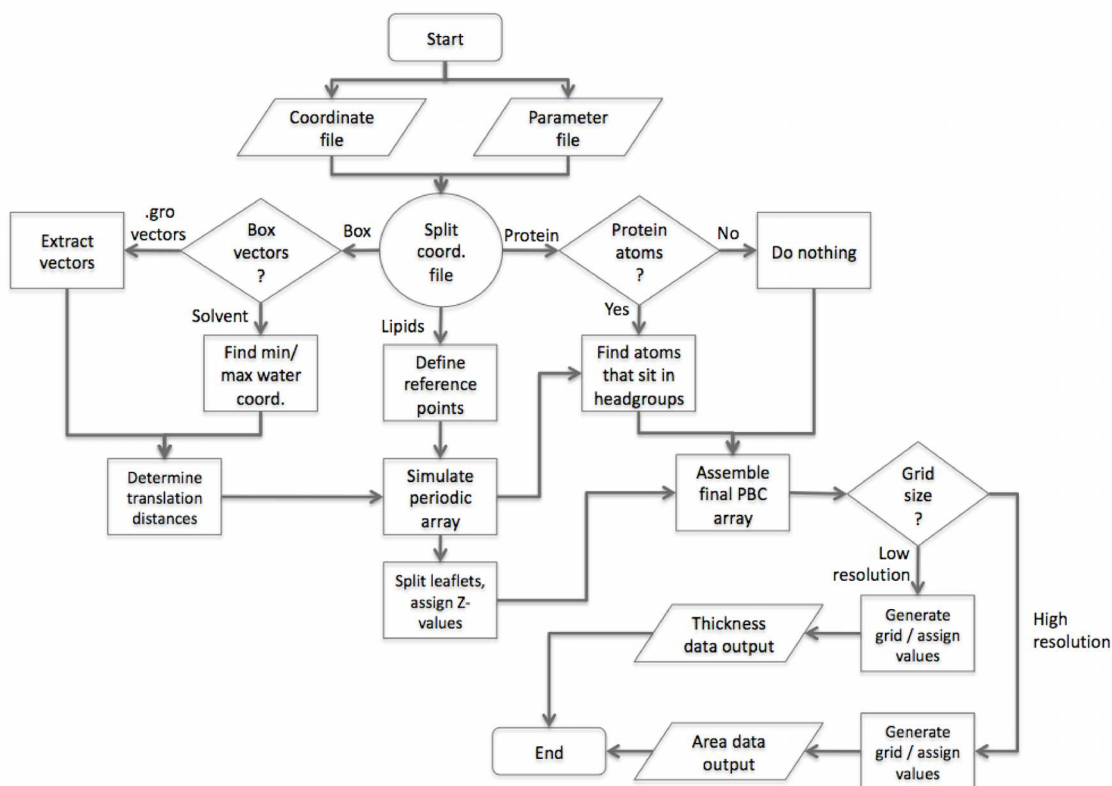 Start
Coordinate
file
Parameter
file
.gro
vectors
Extract
vectors
Box
vectors
?
Box
Split
coord.
file
Protein
Protein
atoms
?
No
Do nothing
Solvent
Lipids
Yes
Find min/
max water
coord.
Define
reference
points
Find atoms
that sit in
headgroups
Determine
translation
distances
Simulate
periodic
array
Assemble
final PBC
array
Grid
size
?
Split leaflets,
assign Z-
values
Low
resolution
High
resolution
Thickness
data output
Generate
grid / assign
values
End
Area data
output
Generate
grid / assign
values